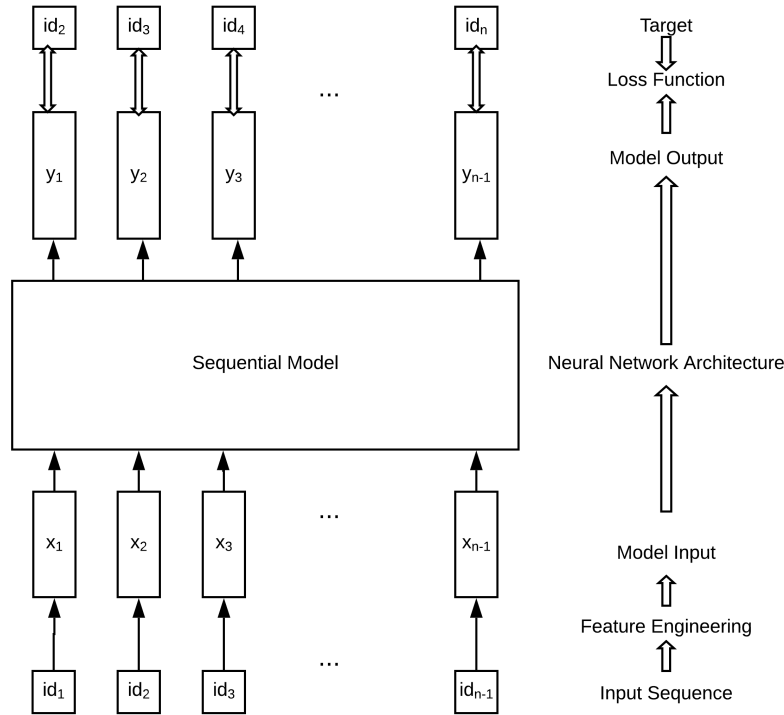 id₂ id₃ id₄ idₙ Target
... Loss Function
y₁ y₂ y₃ yₙ₋₁ Model Output
Sequential Model Neural Network Architecture
...
x₁ x₂ x₃ xₙ₋₁ Model Input
Feature Engineering
...
id₁ id₂ id₃ idₙ₋₁ Input Sequence